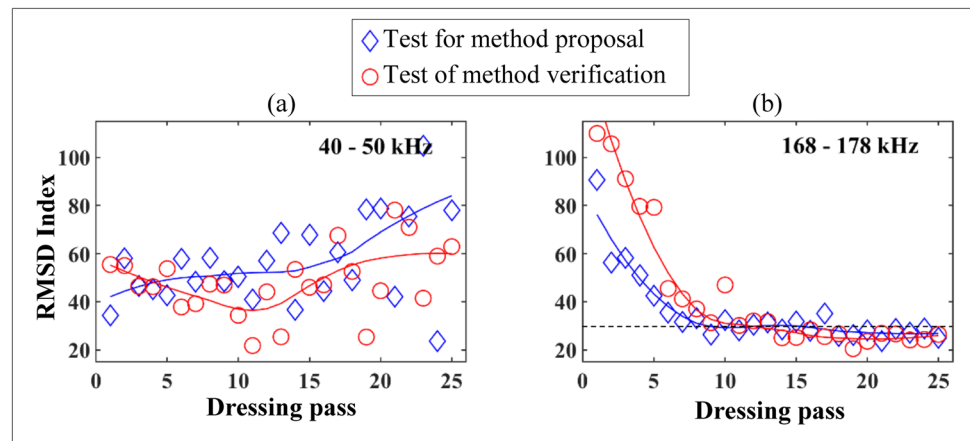 Test for method proposal
Test of method verification
(a)
(b)
40 - 50 kHz
168 - 178 kHz
RMSD Index
100
80
60
40
20
0 5 10 15 20 25
Dressing pass
100
80
60
40
20
0 5 10 15 20 25
Dressing pass